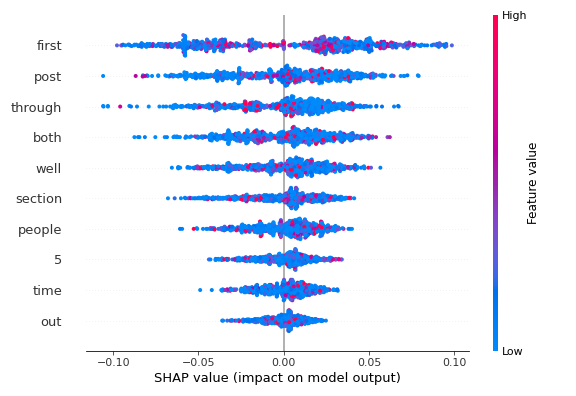 High
first
post
through
both
well
section
people
5
time
out
Feature value
Low
−0.10 −0.05 0.00 0.05 0.10
SHAP value (impact on model output)